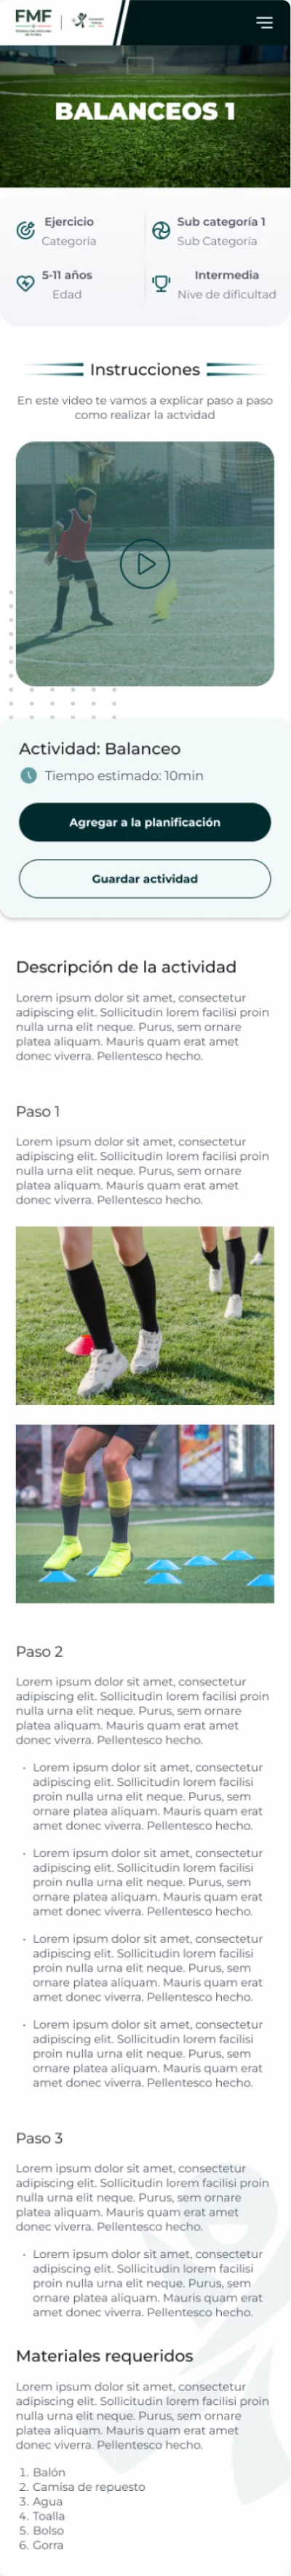 FMF
BALANCEOS 1
Ejercicio
Categoría
Sub categoría 1
Sub Categoría
5-11 años
Edad
Intermedia
Nive de dificultad
Instrucciones
En este video te vamos a explicar paso a paso
como realizar la actvidad
Actividad: Balanceo
Tiempo estimado: 10min
Agregar a la planificación
Guardar actividad
Descripción de la actividad
Lorem ipsum dolor sit amet, consectetur
adipiscing elit. Sollicitudin lorem facilisi proin
nulla urna elit neque. Purus, sem ornare
platea aliquam. Mauris quam erat amet
donec viverra. Pellentesco hecho.
Paso 1
Lorem ipsum dolor sit amet, consectetur
adipiscing elit. Sollicitudin lorem facilisi proin
nulla urna elit neque. Purus, sem ornare
platea aliquam. Mauris quam erat amet
donec viverra. Pellentesco hecho.
Paso 2
Lorem ipsum dolor sit amet, consectetur
adipiscing elit. Sollicitudin lorem facilisi proin
nulla urna elit neque. Purus, sem ornare
platea aliquam. Mauris quam erat amet
donec viverra. Pellentesco hecho.
• Lorem ipsum dolor sit amet, consectetur
adipiscing elit. Sollicitudin lorem facilisi
proin nulla urna elit neque. Purus, sem
ornare platea aliquam. Mauris quam erat
amet donec viverra. Pellentesco hecho.
• Lorem ipsum dolor sit amet, consectetur
adipiscing elit. Sollicitudin lorem facilisi
proin nulla urna elit neque. Purus, sem
ornare platea aliquam. Mauris quam erat
amet donec viverra. Pellentesco hecho.
• Lorem ipsum dolor sit amet, consectetur
adipiscing elit. Sollicitudin lorem facilisi
proin nulla urna elit neque. Purus, sem
ornare platea aliquam. Mauris quam erat
amet donec viverra. Pellentesco hecho.
• Lorem ipsum dolor sit amet, consectetur
adipiscing elit. Sollicitudin lorem facilisi
proin nulla urna elit neque. Purus, sem
ornare platea aliquam. Mauris quam erat
amet donec viverra. Pellentesco hecho.
Paso 3
Lorem ipsum dolor sit amet, consectetur
adipiscing elit. Sollicitudin lorem facilisi proin
nulla urna elit neque. Purus, sem ornare
platea aliquam. Mauris quam erat amet
donec viverra. Pellentesco hecho.
• Lorem ipsum dolor sit amet, consectetur
adipiscing elit. Sollicitudin lorem facilisi
proin nulla urna elit neque. Purus, sem
ornare platea aliquam. Mauris quam erat
amet donec viverra. Pellentesco hecho.
Materiales requeridos
Lorem ipsum dolor sit amet, consectetur
adipiscing elit. Sollicitudin lorem facilisi proin
nulla urna elit neque. Purus, sem ornare
platea aliquam. Mauris quam erat amet
donec viverra. Pellentesco hecho.
1. Balón
2. Camisa de repuesto
3. Agua
4. Toalla
5. Bolso
6. Gorra